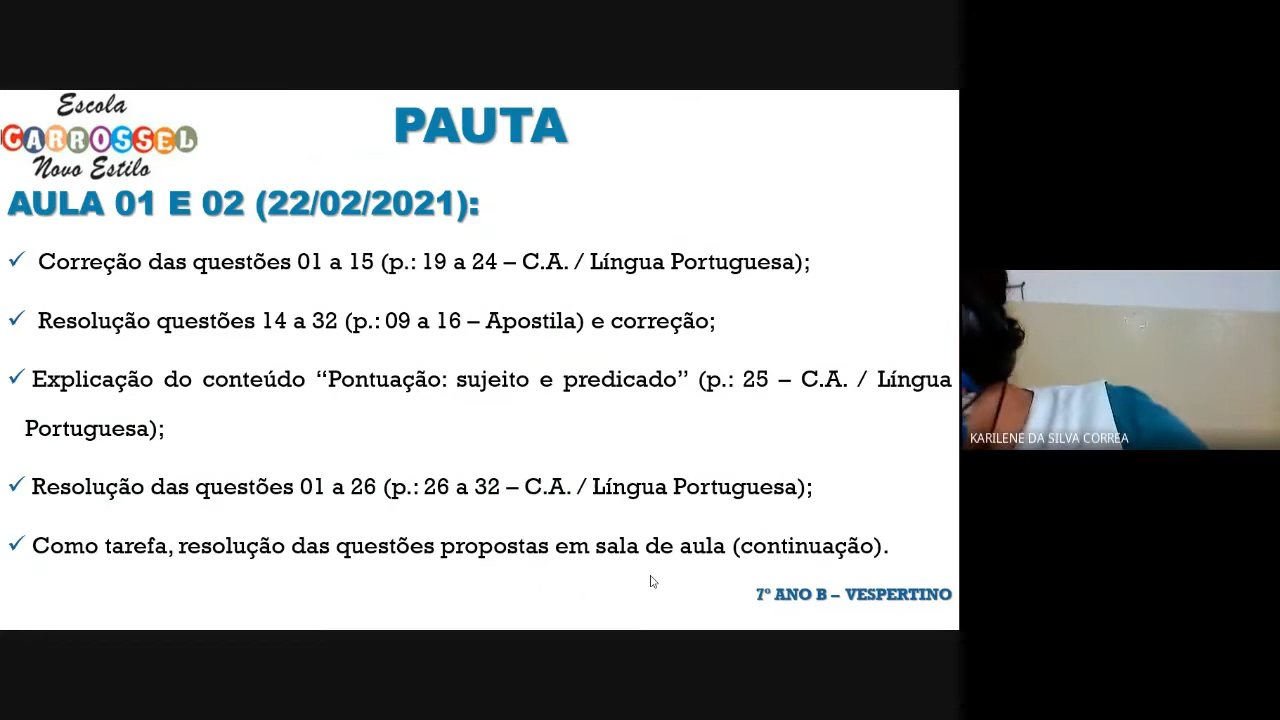 Escola
CARROSSEL
Novo Estilo
PAUTA
AULA 01 E 02 (22/02/2021):
✓ Correção das questões 01 a 15 (p.: 19 a 24 – C.A. / Língua Portuguesa);
✓ Resolução questões 14 a 32 (p.: 09 a 16 – Apostila) e correção;
✓ Explicação do conteúdo “Pontuação: sujeito e predicado” (p.: 25 – C.A. / Língua
Portuguesa);
✓ Resolução das questões 01 a 26 (p.: 26 a 32 – C.A. / Língua Portuguesa);
✓ Como tarefa, resolução das questões propostas em sala de aula (continuação).
7º ANO B – VESPERTINO
KARILENE DA SILVA CORREA